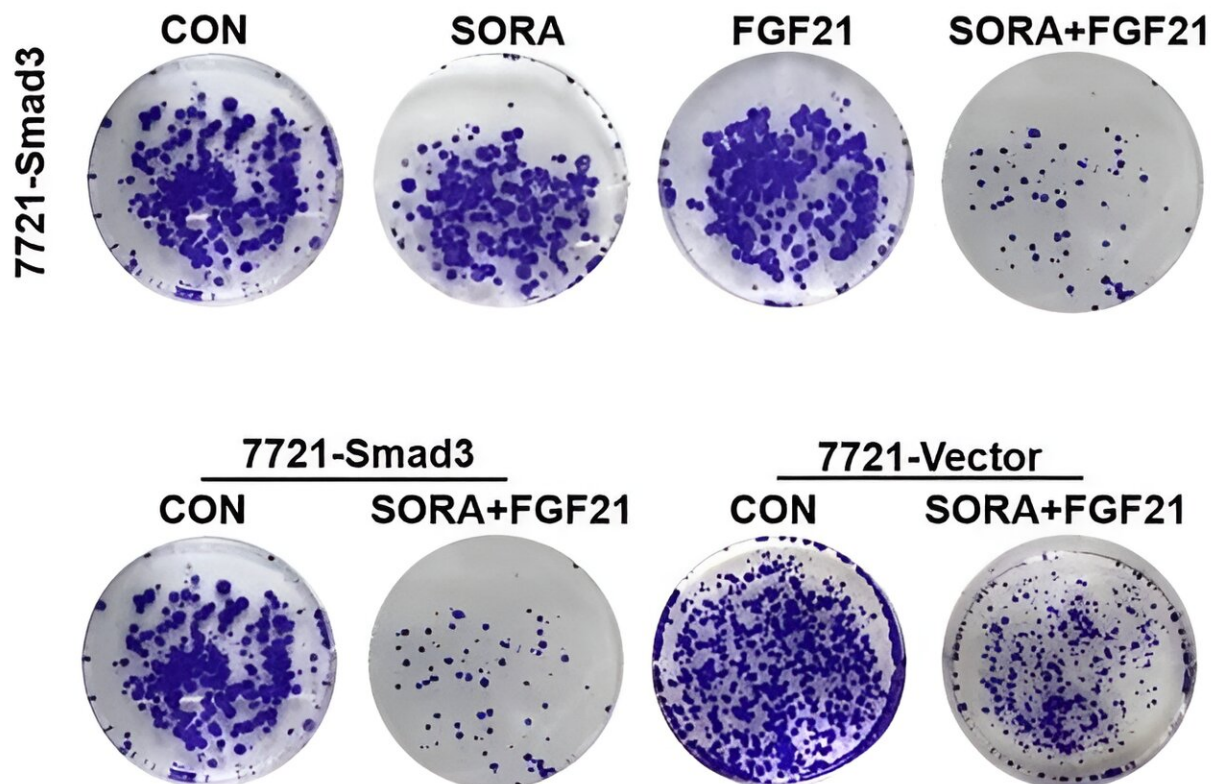 CON SORA FGF21 SORA+FGF21
7721-Smad3
7721-Smad3 7721-Vector
CON SORA+FGF21 CON SORA+FGF21